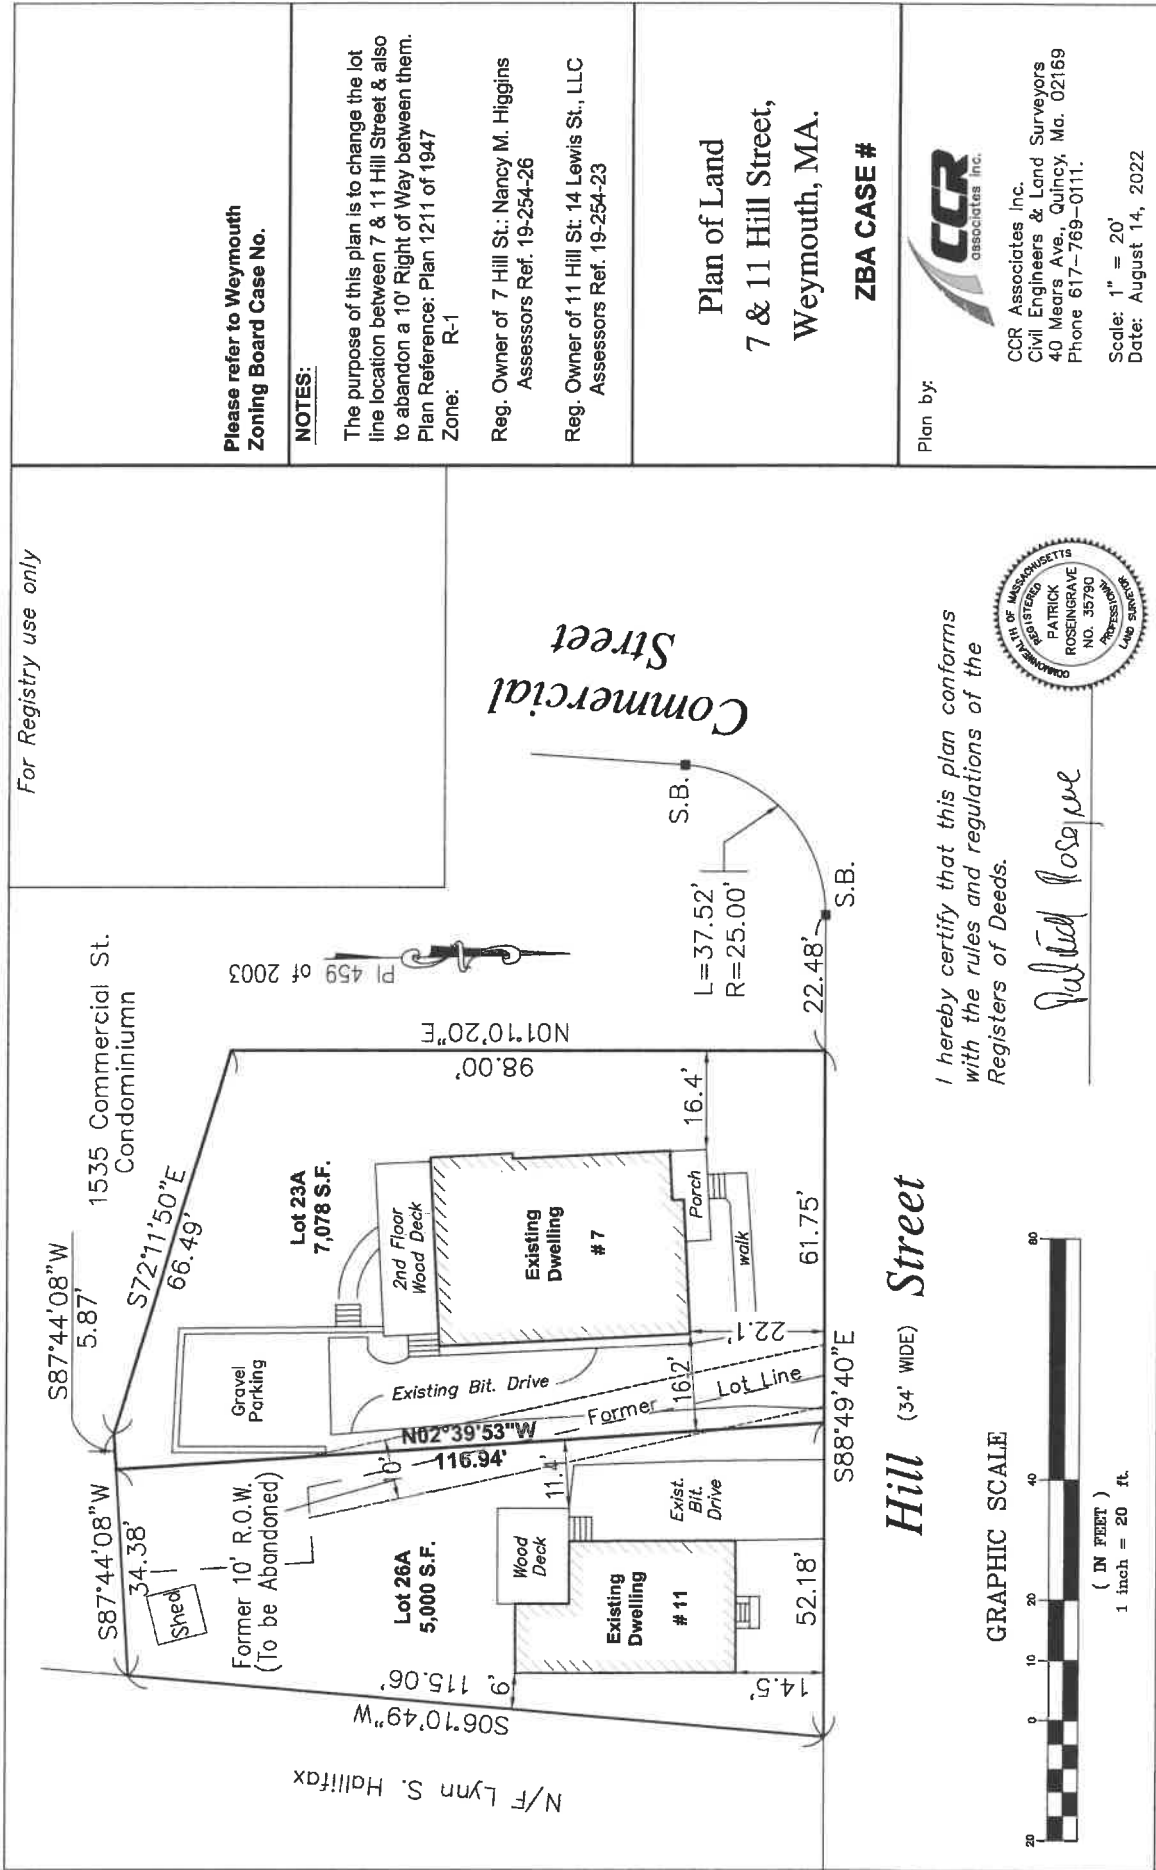 For Registry use only
Please refer to Weymouth
Zoning Board Case No.
NOTES:
The purpose of this plan is to change the lot
line location between 7 & 11 Hill Street & also
to abandon a 10' Right of Way between them.
Plan Reference: Plan 1211 of 1947
Zone: R-1
Reg. Owner of 7 Hill St.: Nancy M. Higgins
Assessors Ref. 19-254-26
Reg. Owner of 11 Hill St: 14 Lewis St., LLC
Assessors Ref. 19-254-23
Plan of Land
7 & 11 Hill Street,
Weymouth, MA.
ZBA CASE #
Plan by:
CCR
associates inc.
CCR Associates Inc.
Civil Engineers & Land Surveyors
40 Mears Ave., Quincy, Ma. 02169
Phone 617-769-0111.
Scale: 1" = 20'
Date: August 14, 2022
1535 Commercial St.
Condominiumn
S87°44'08"W
5.87'
S72°11'50"E
66.49'
S87°44'08"W
34.38'
Shed
Former 10' R.O.W.
(To be Abandoned)
Gravel
Parking
Lot 23A
7,078 S.F.
2nd Floor
Wood Deck
Existing Bit. Drive
N02°39'53"W
116.94'
10'
Former Lot Line
11.4'
16.2'
Lot 26A
5,000 S.F.
Wood
Deck
Exist.
Bit.
Drive
Existing
Dwelling
# 11
Existing
Dwelling
# 7
Porch
walk
16.4'
22.1'
14.5'
9'
115.06'
S06°10'49"W
N/F Lynn S. Hallifax
N01°10'20"E
98.00'
Pl 459 of 2003
52.18'
61.75'
S88°49'40"E
22.48'
S.B.
S.B.
L=37.52'
R=25.00'
Commercial
Street
Hill (34' WIDE) Street
GRAPHIC SCALE
20 0 10 20 40 80
( IN FEET )
1 inch = 20 ft.
I hereby certify that this plan conforms
with the rules and regulations of the
Registers of Deeds.
COMMONWEALTH OF MASSACHUSETTS
REGISTERED
PATRICK
ROSEINGRAVE
NO. 35790
PROFESSIONAL
LAND SURVEYOR